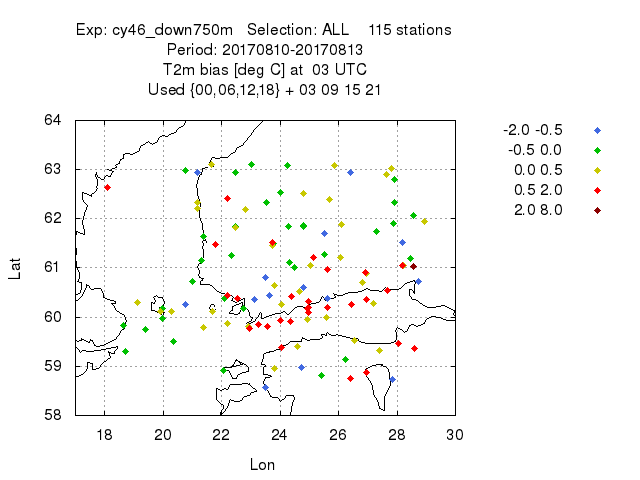 Exp: cy46_down750m   Selection: ALL    115 stations
Period: 20170810-20170813
T2m bias [deg C] at  03 UTC
Used {00,06,12,18} + 03 09 15 21
64
63
62
61
60
59
58
Lat
18 20 22 24 26 28 30
Lon
-2.0 -0.5
-0.5 0.0
0.0 0.5
0.5 2.0
2.0 8.0